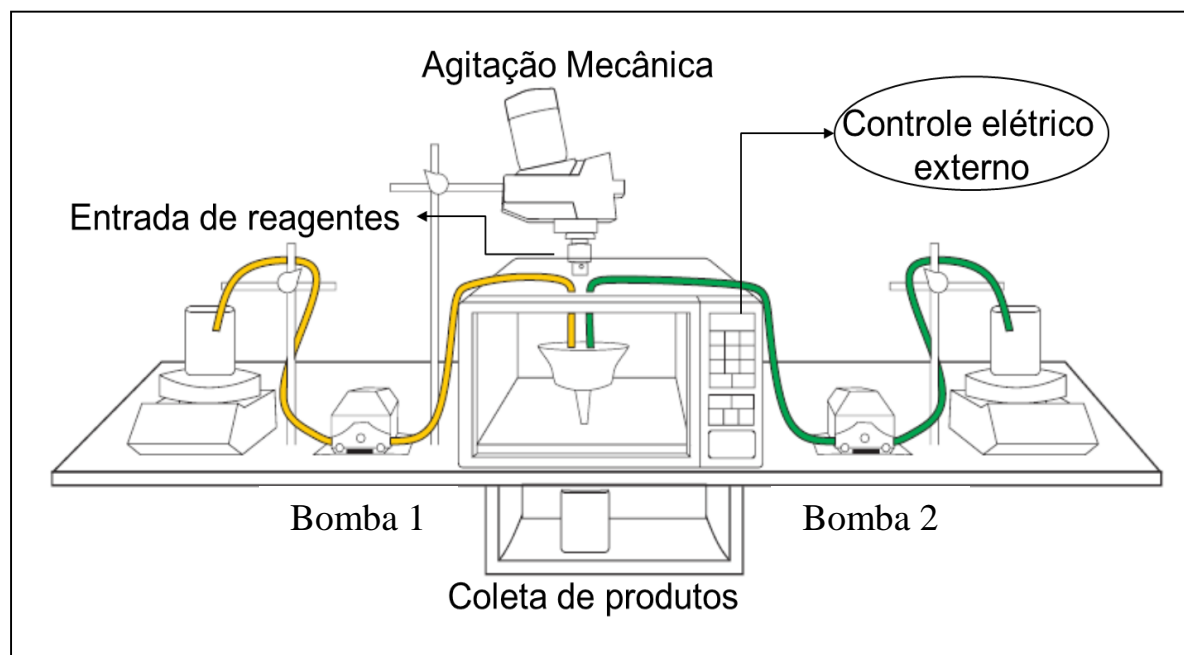 Agitação Mecânica
Controle elétrico
externo
Entrada de reagentes
Bomba 1
Bomba 2
Coleta de produtos